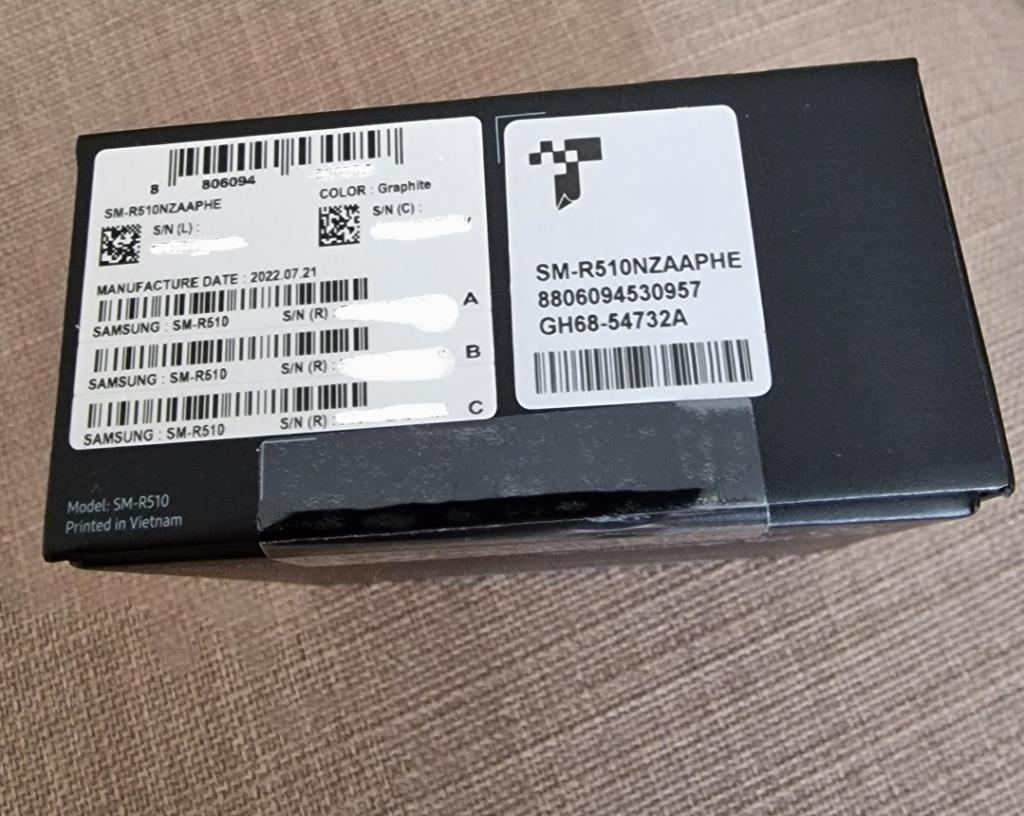 8 806094
SM-R510NZAAPHE
COLOR : Graphite
S/N (L) :
S/N (C) :
MANUFACTURE DATE : 2022.07.21
SAMSUNG : SM-R510 S/N (R) : A
SAMSUNG : SM-R510 S/N (R) : B
SAMSUNG : SM-R510 S/N (R) : C
Model: SM-R510
Printed in Vietnam
SM-R510NZAAPHE
8806094530957
GH68-54732A